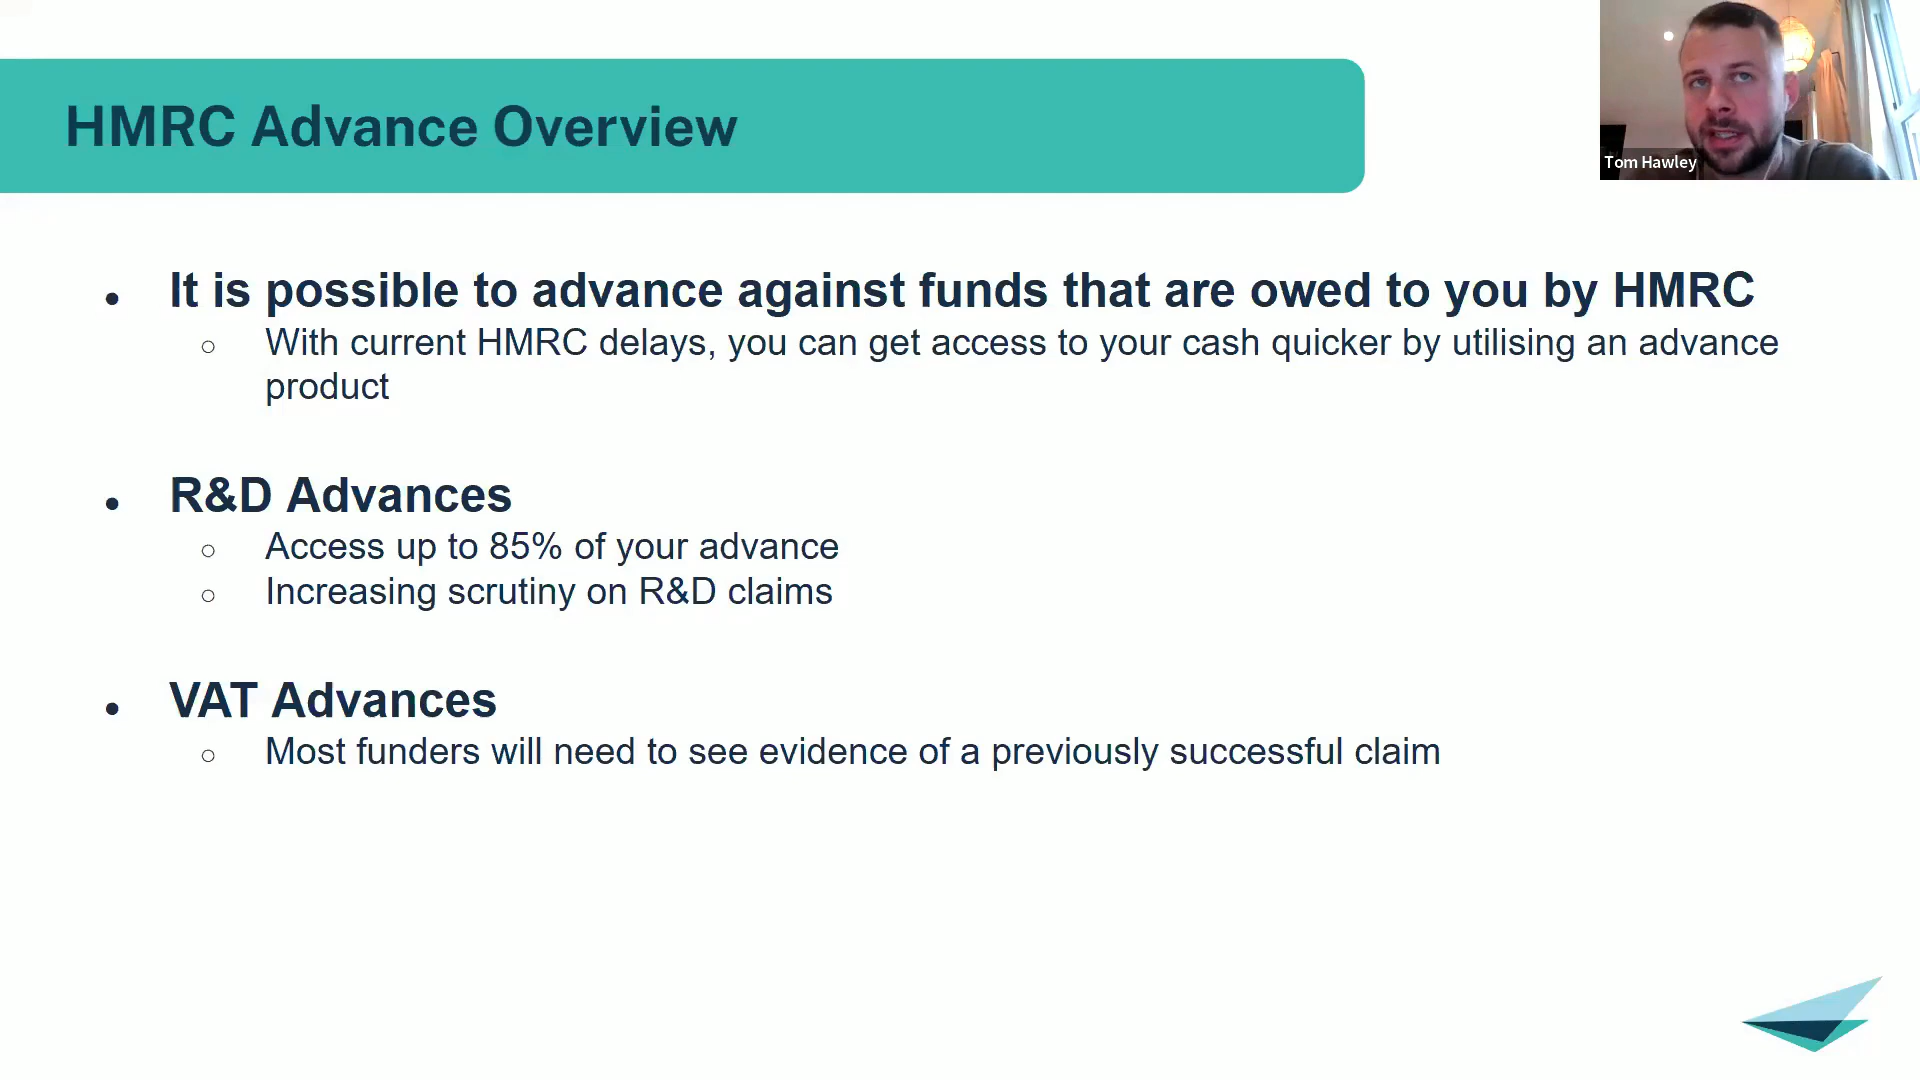 HMRC Advance Overview
Tom Hawley
It is possible to advance against funds that are owed to you by HMRC
With current HMRC delays, you can get access to your cash quicker by utilising an advance
product
R&D Advances
Access up to 85% of your advance
Increasing scrutiny on R&D claims
VAT Advances
Most funders will need to see evidence of a previously successful claim